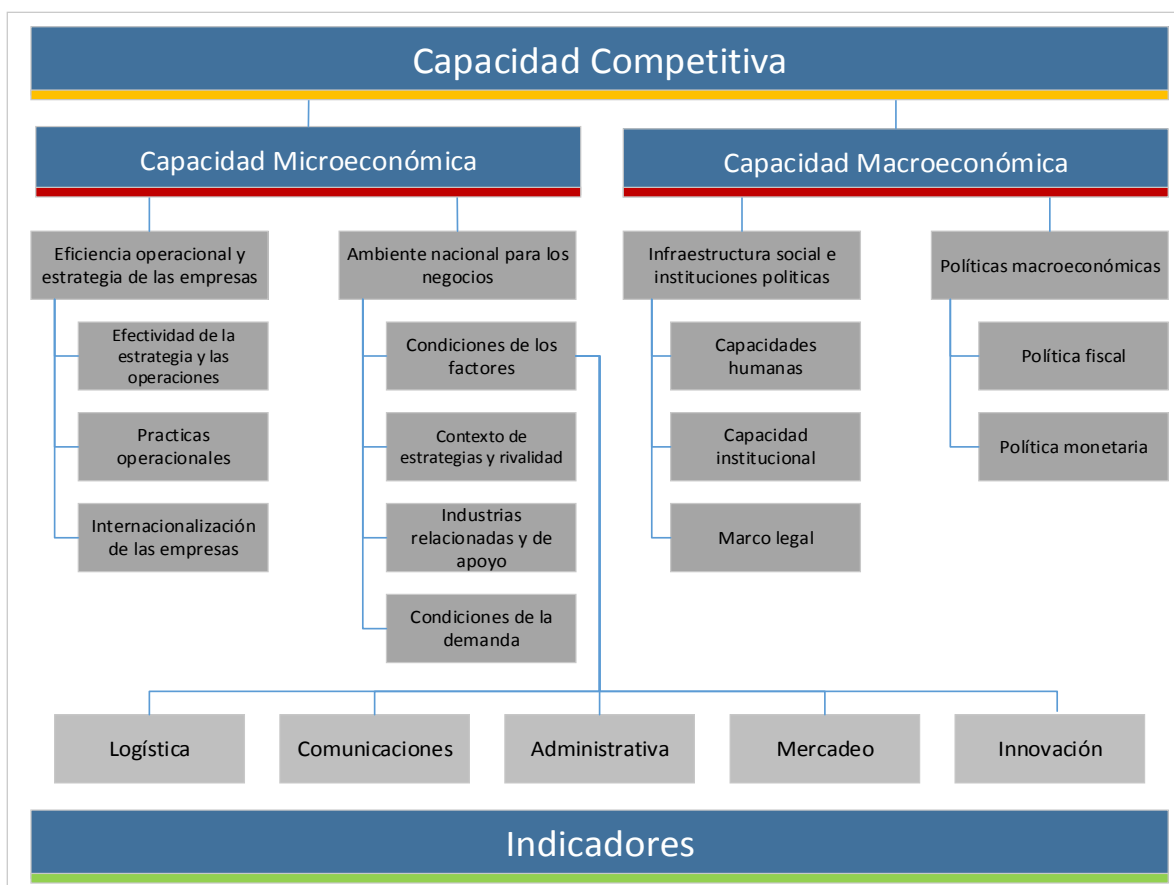 Capacidad Competitiva
Capacidad Microeconómica
Capacidad Macroeconómica
Eficiencia operacional y
estrategia de las empresas
Ambiente nacional para los
negocios
Infraestructura social e
instituciones politicas
Políticas macroeconómicas
Efectividad de la
estrategia y las
operaciones
Condiciones de los
factores
Capacidades
humanas
Política fiscal
Practicas
operacionales
Contexto de
estrategias y rivalidad
Capacidad
institucional
Política monetaria
Internacionalización
de las empresas
Industrias
relacionadas y de
apoyo
Marco legal
Condiciones de la
demanda
Logística
Comunicaciones
Administrativa
Mercadeo
Innovación
Indicadores